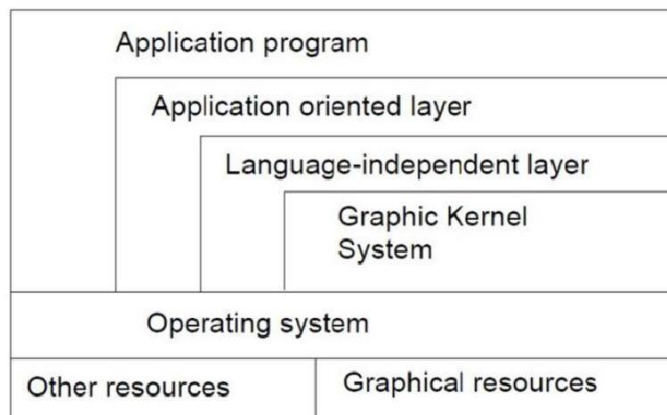 Application program
Application oriented layer
Language-independent layer
Graphic Kernel
System
Operating system
Other resources
Graphical resources